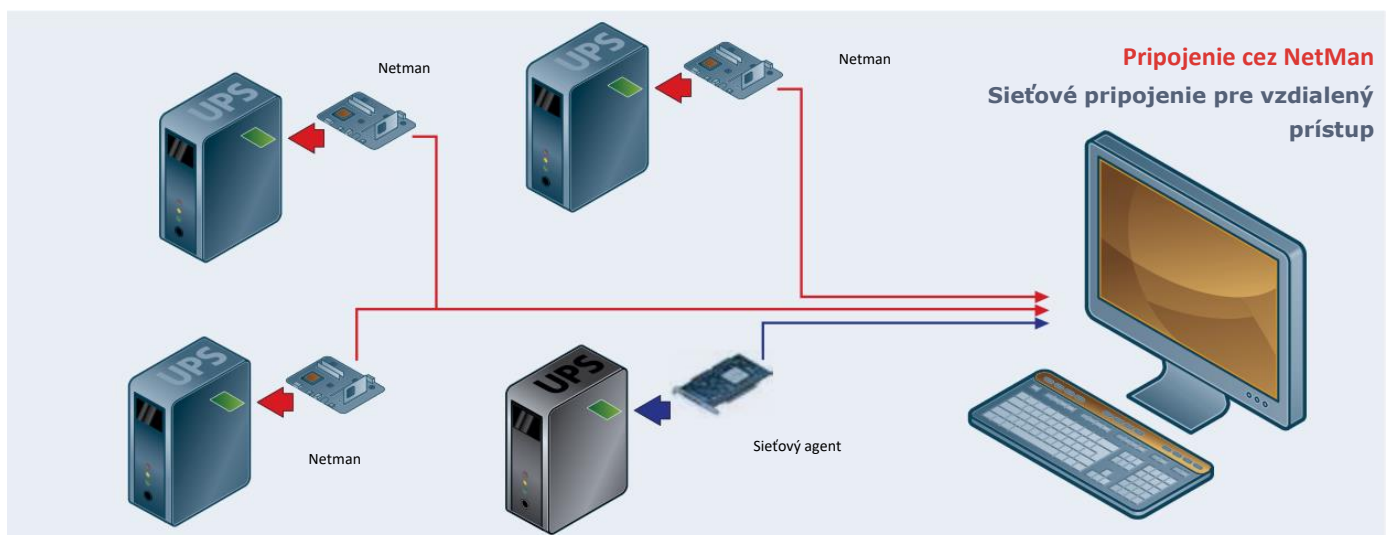 UPS
Netman
UPS
Netman
Pripojenie cez NetMan
Sieťové pripojenie pre vzdialený
prístup
UPS
Netman
UPS
Sieťový agent